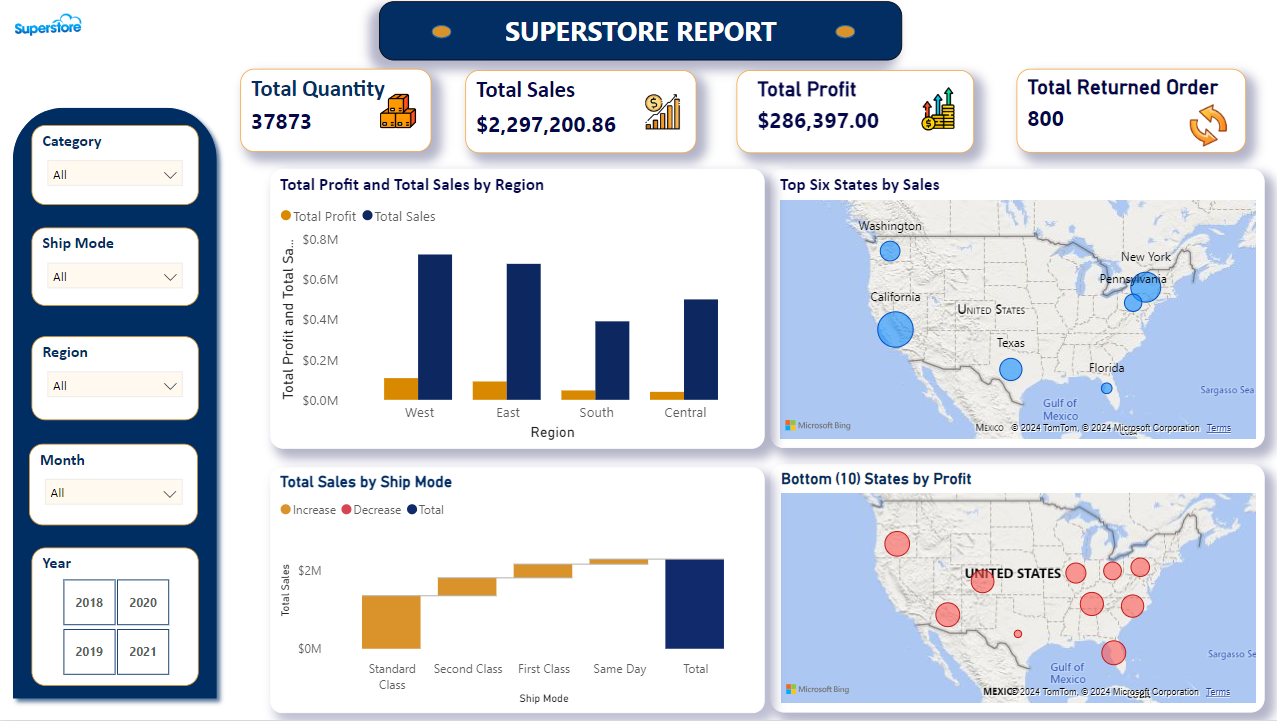 Superstore
SUPERSTORE REPORT
Total Quantity
37873
Total Sales
$2,297,200.86
Total Profit
$286,397.00
Total Returned Order
800
Category
All
Ship Mode
All
Region
All
Month
All
Year
2018
2020
2019
2021
Total Profit and Total Sales by Region
Total Profit Total Sales
Total Profit and Total Sa...
$0.8M
$0.6M
$0.4M
$0.2M
$0.0M
West East South Central
Region
Top Six States by Sales
Washington
New York
Pennsylvania
California
UNITED STATES
Texas
Florida
Sargasso Sea
Gulf of
Mexico
Microsoft Bing
MEXICO © 2024 TomTom, © 2024 Microsoft Corporation Terms
CUBA
Total Sales by Ship Mode
Increase Decrease Total
Total Sales
$2M
$0M
Standard
Class
Second Class
First Class
Same Day
Total
Ship Mode
Bottom (10) States by Profit
UNITED STATES
Sargasso Se
Gulf of
Mexico
Microsoft Bing
MEXICO 2024 TomTom, © 2024 Microsoft Corporation Terms